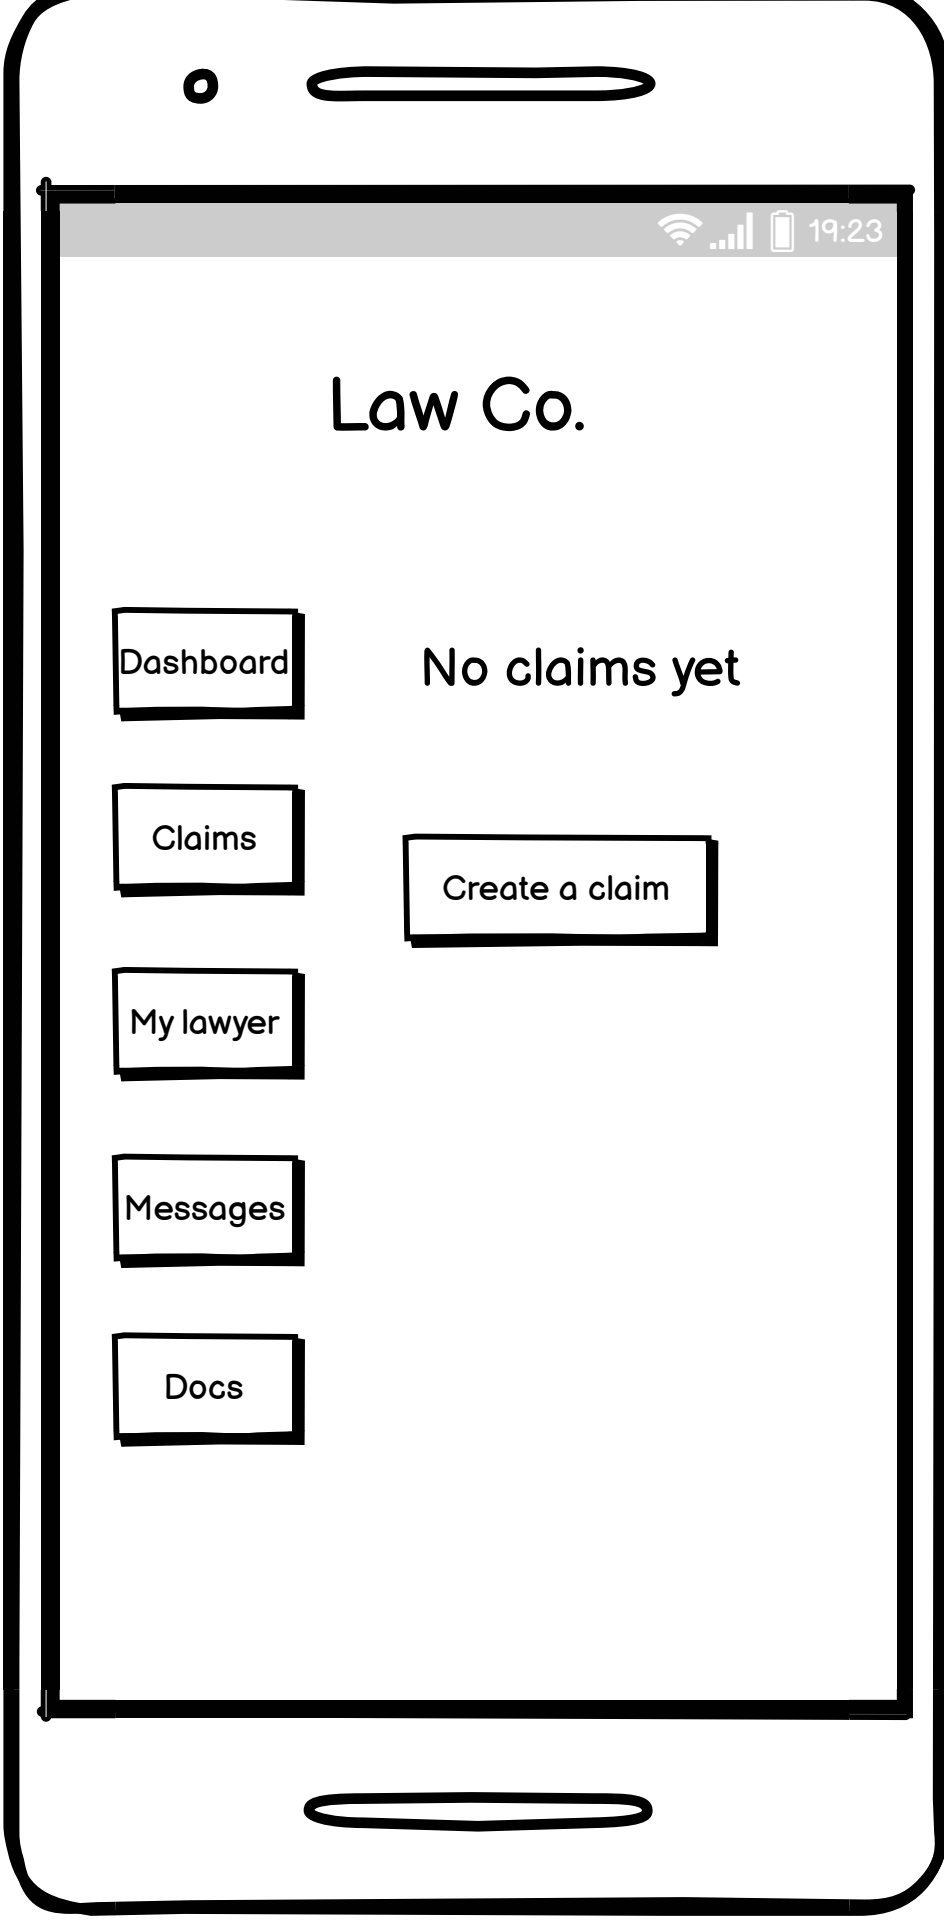 19:23
Law Co.
Dashboard
No claims yet
Claims
Create a claim
My lawyer
Messages
Docs